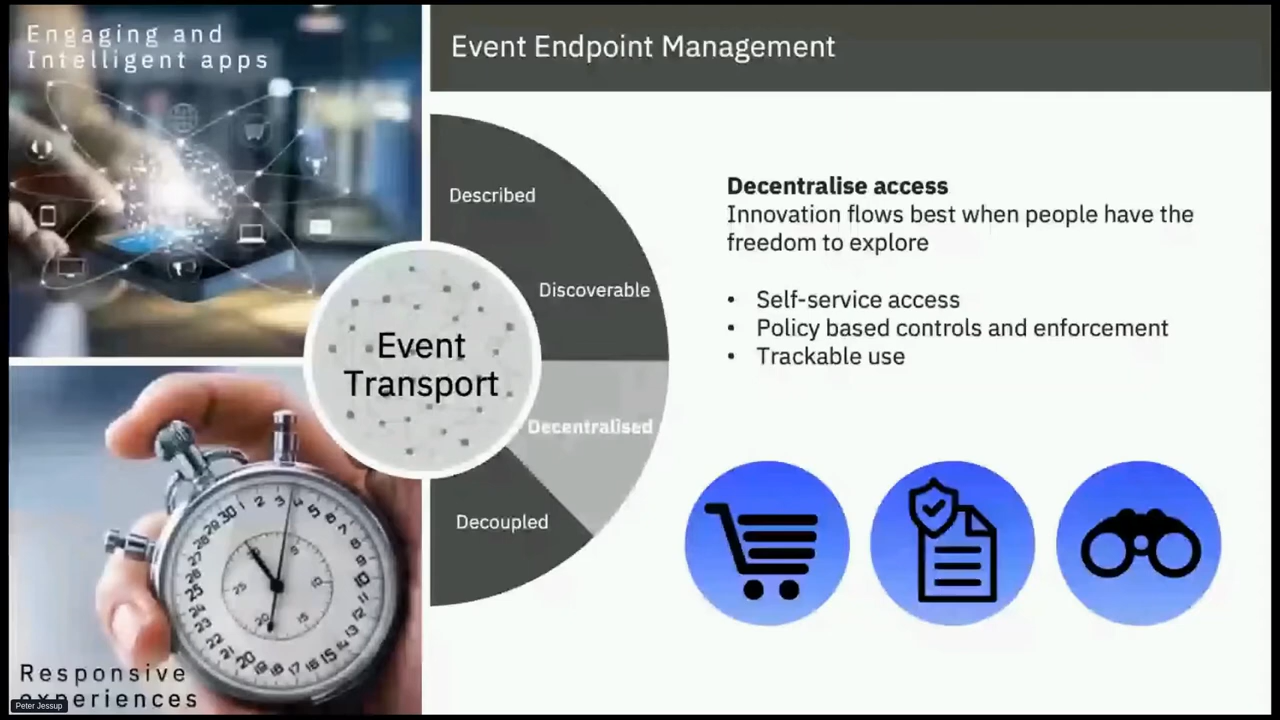 Engaging and
Intelligent apps
Event Endpoint Management
Described
Discoverable
Event
Transport
Decentralised
Decoupled
Decentralise access
Innovation flows best when people have the
freedom to explore
• Self-service access
• Policy based controls and enforcement
• Trackable use
Responsive
experiences
Peter Jessup